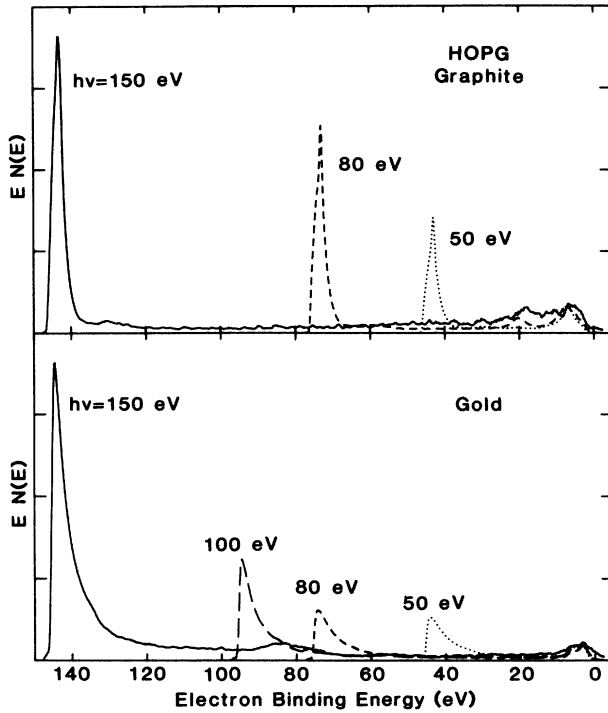 HOPG
Graphite
hν=150 eV
80 eV
50 eV
E N(E)
hν=150 eV
Gold
100 eV
80 eV
50 eV
E N(E)
140 120 100 80 60 40 20 0
Electron Binding Energy (eV)